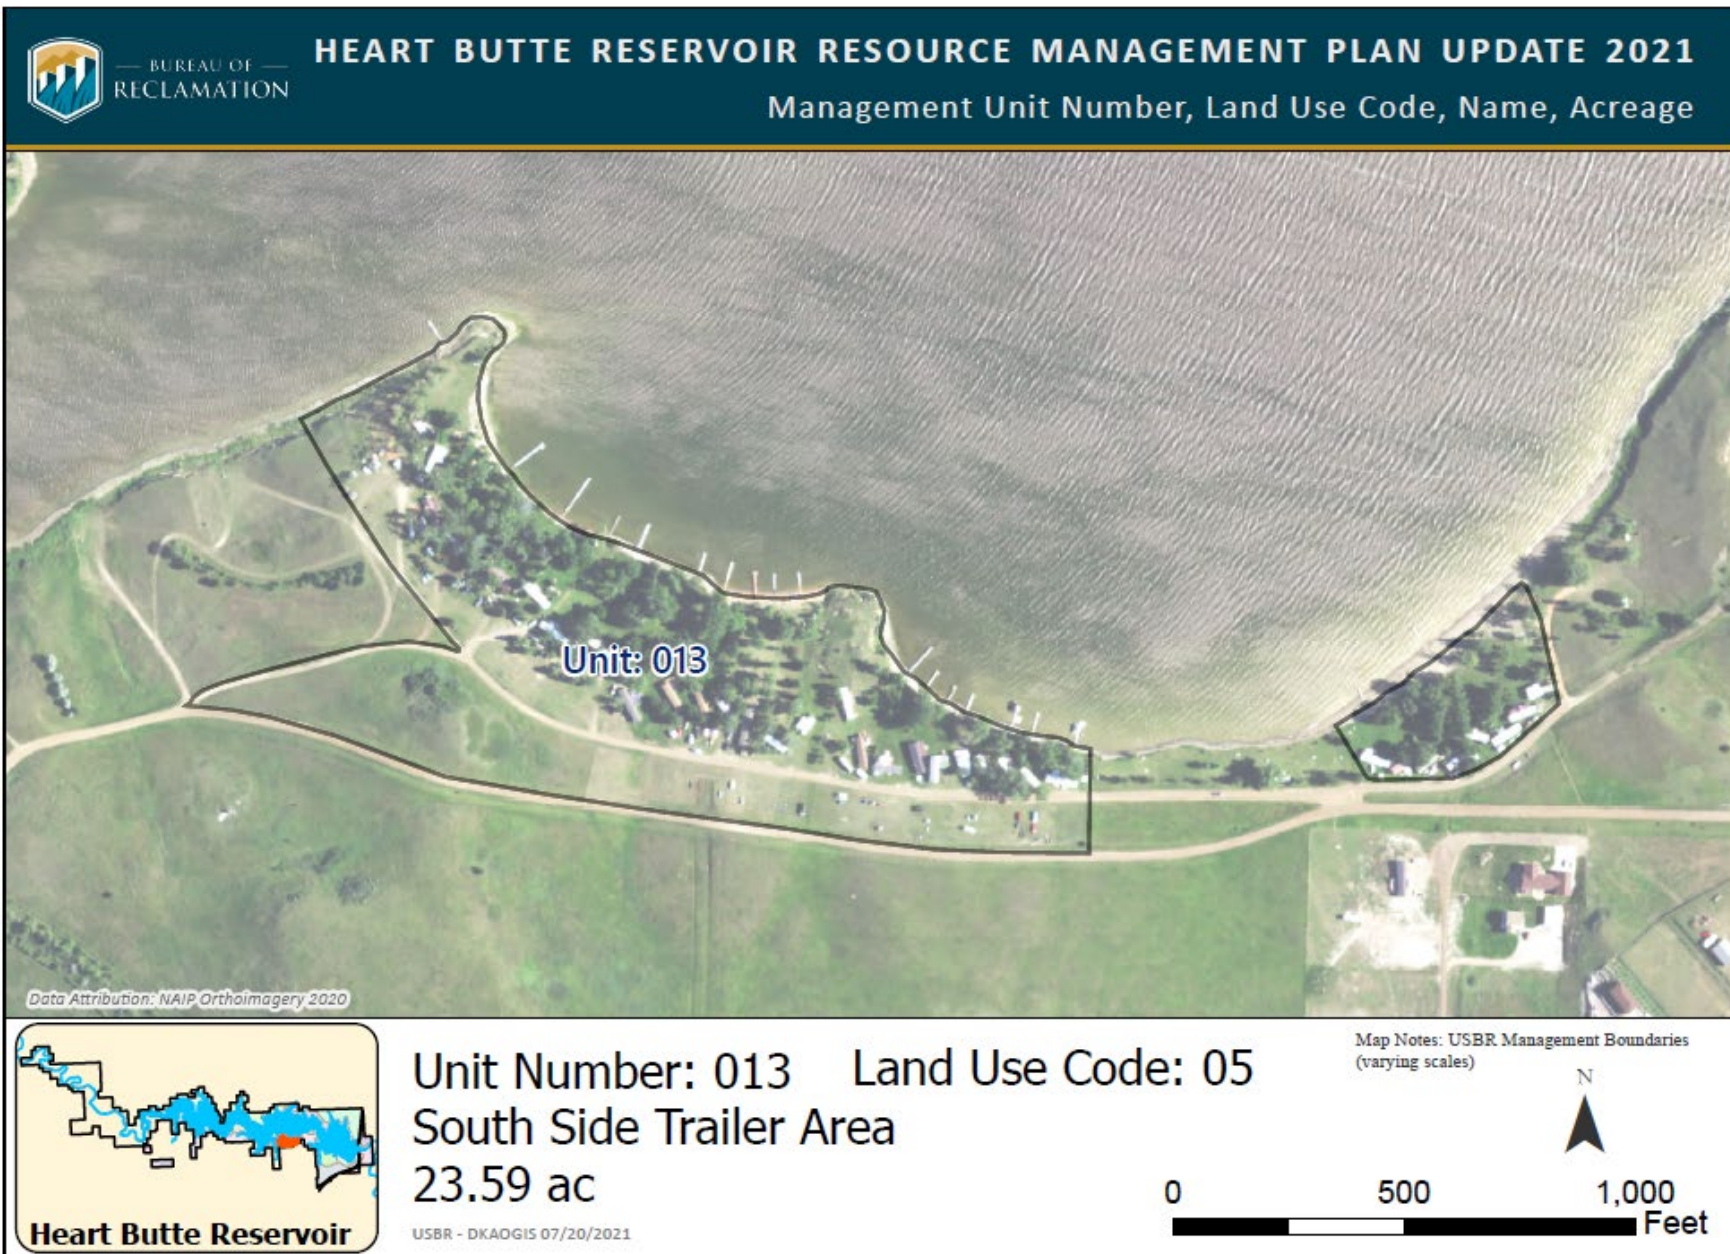 BUREAU OF
RECLAMATION
HEART BUTTE RESERVOIR RESOURCE MANAGEMENT PLAN UPDATE 2021
Management Unit Number, Land Use Code, Name, Acreage
Unit: 013
Data Attribution: NAIP Orthoimagery 2020
Heart Butte Reservoir
Unit Number: 013 Land Use Code: 05
South Side Trailer Area
23.59 ac
USBR - DKAOGIS 07/20/2021
Map Notes: USBR Management Boundaries
(varying scales)
N
0 500 1,000
Feet